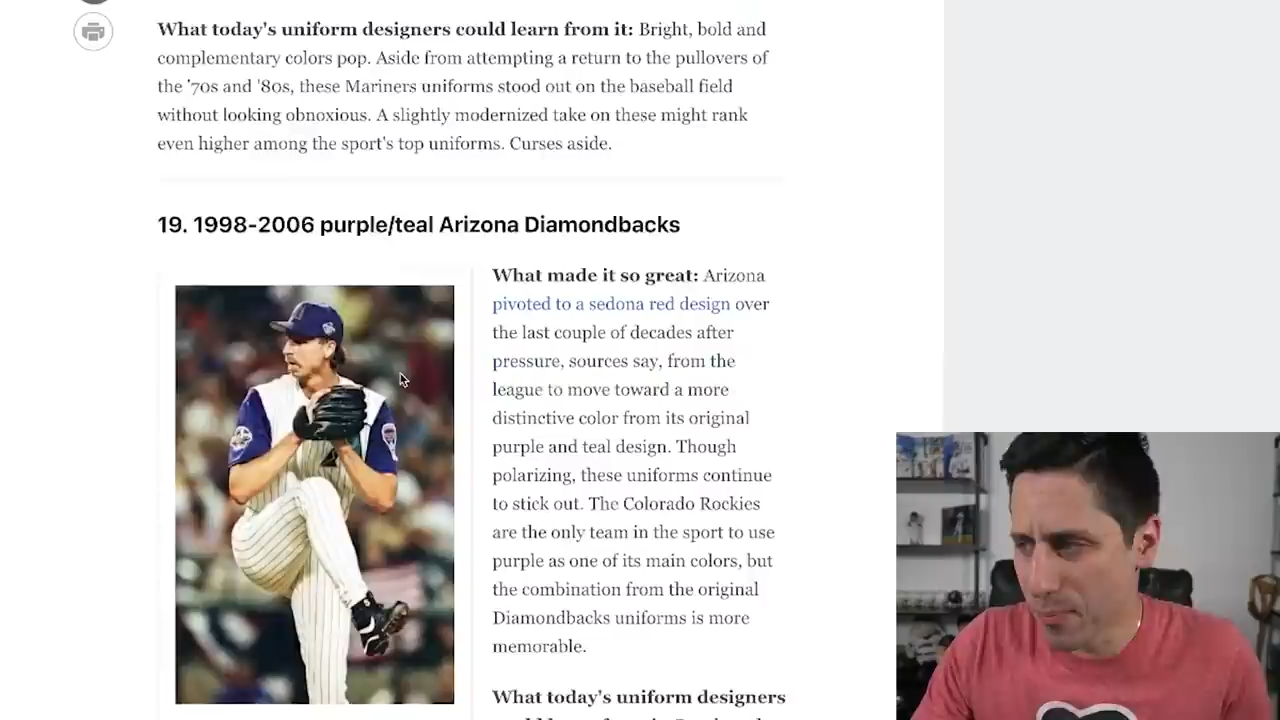 What today's uniform designers could learn from it: Bright, bold and
complementary colors pop. Aside from attempting a return to the pullovers of
the '70s and '80s, these Mariners uniforms stood out on the baseball field
without looking obnoxious. A slightly modernized take on these might rank
even higher among the sport's top uniforms. Curses aside.
19. 1998-2006 purple/teal Arizona Diamondbacks
What made it so great: Arizona
pivoted to a sedona red design over
the last couple of decades after
pressure, sources say, from the
league to move toward a more
distinctive color from its original
purple and teal design. Though
polarizing, these uniforms continue
to stick out. The Colorado Rockies
are the only team in the sport to use
purple as one of its main colors, but
the combination from the original
Diamondbacks uniforms is more
memorable.
What today's uniform designers